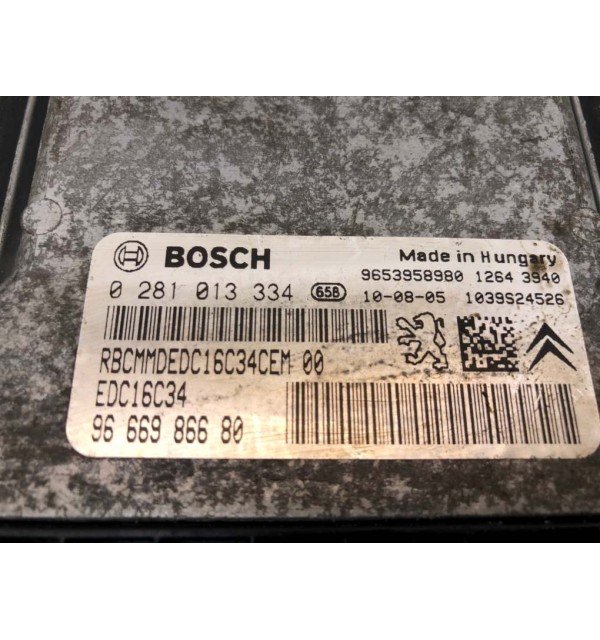 BOSCH Made in Hungary
9653958980 1264 3940
0 281 013 334 65B 10-08-05 1039S24526
RBCMMDEDC16C34CEM 00
EDC16C34
96 669 866 80